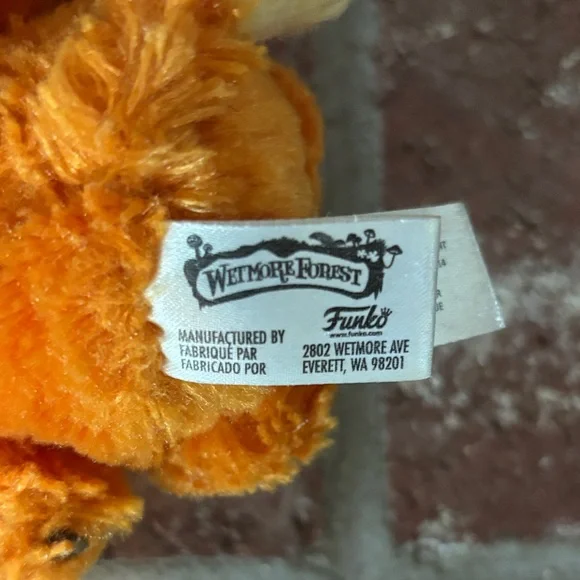 WETMORE FOREST
Funko
www.funko.com
MANUFACTURED BY
FABRIQUÉ PAR
FABRICADO POR
2802 WETMORE AVE
EVERETT, WA 98201